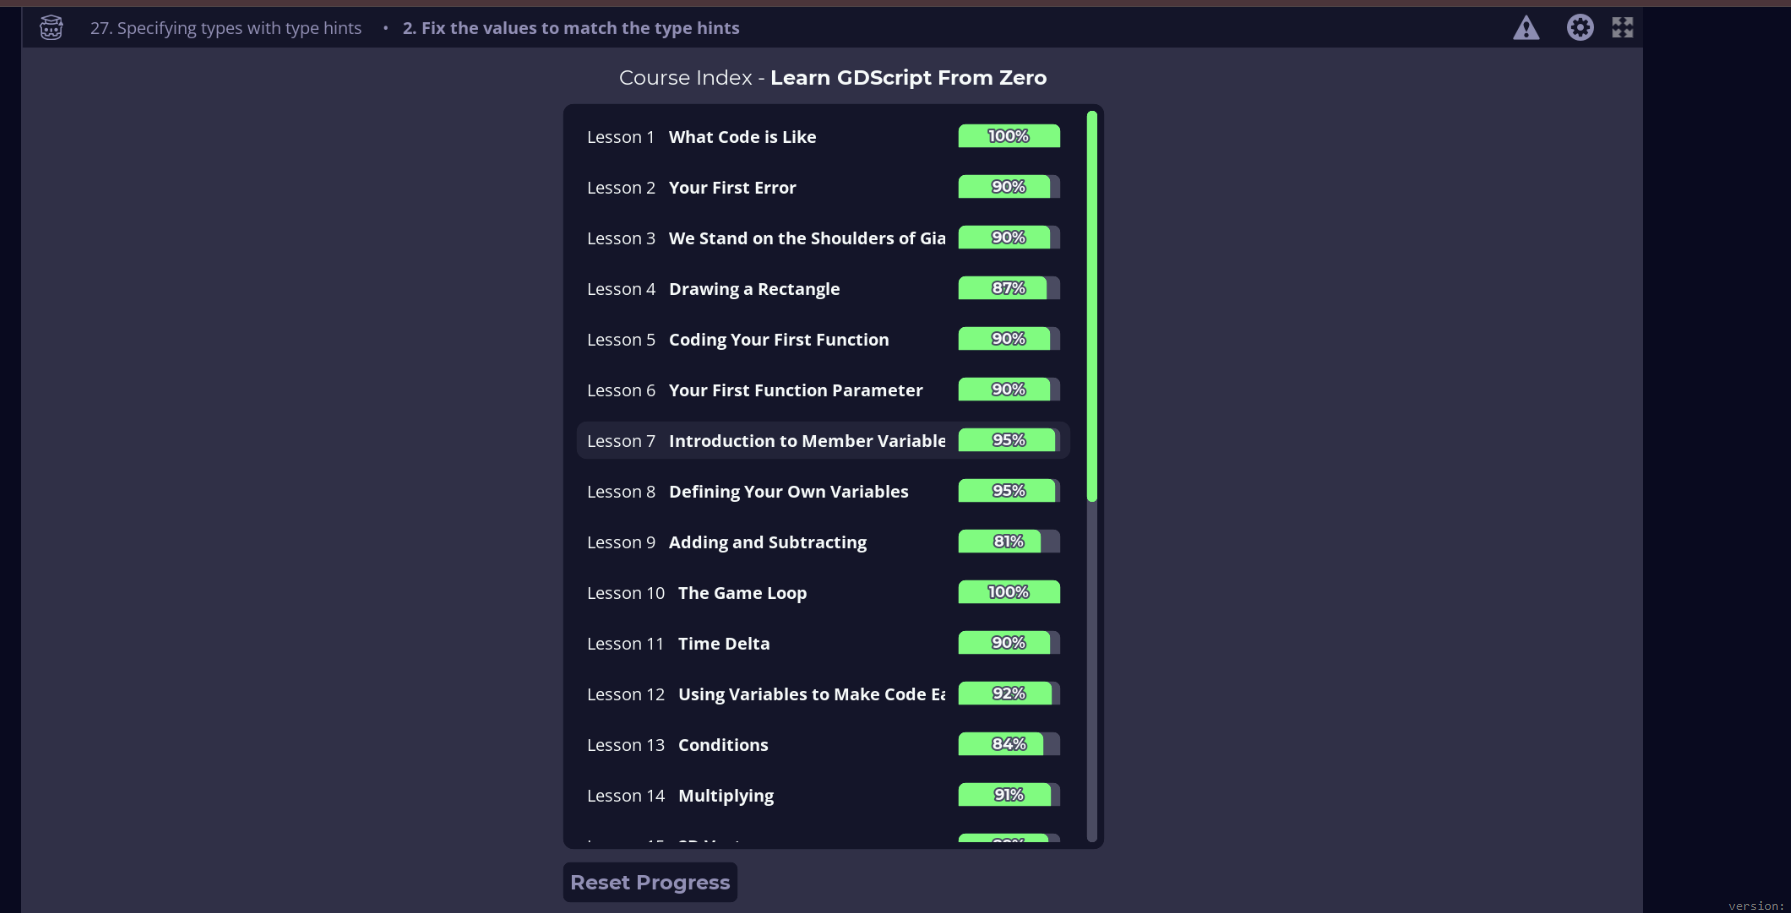 27. Specifying types with type hints • 2. Fix the values to match the type hints
Course Index - Learn GDScript From Zero
Lesson 1 What Code is Like 100%
Lesson 2 Your First Error 90%
Lesson 3 We Stand on the Shoulders of Gia 90%
Lesson 4 Drawing a Rectangle 87%
Lesson 5 Coding Your First Function 90%
Lesson 6 Your First Function Parameter 90%
Lesson 7 Introduction to Member Variable 95%
Lesson 8 Defining Your Own Variables 95%
Lesson 9 Adding and Subtracting 81%
Lesson 10 The Game Loop 100%
Lesson 11 Time Delta 90%
Lesson 12 Using Variables to Make Code Ea 92%
Lesson 13 Conditions 84%
Lesson 14 Multiplying 91%
Reset Progress
version: